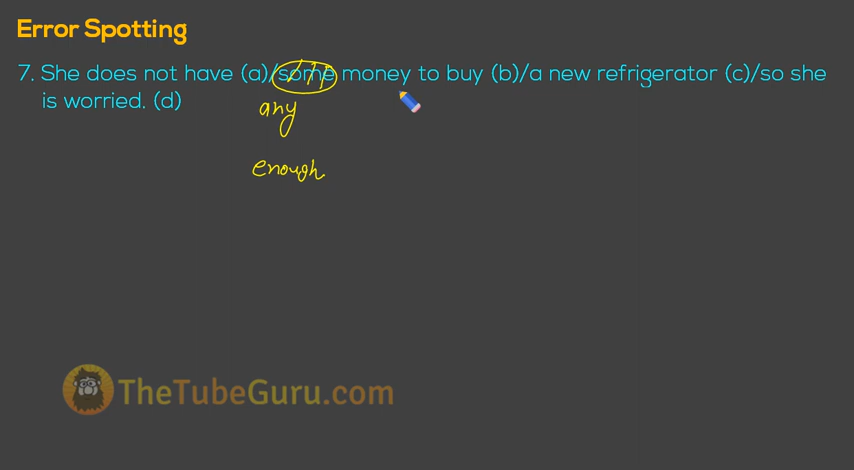 Error Spotting
7. She does not have (a)/some money to buy (b)/a new refrigerator (c)/so she
is worried. (d)
any
enough
TheTubeGuru.com